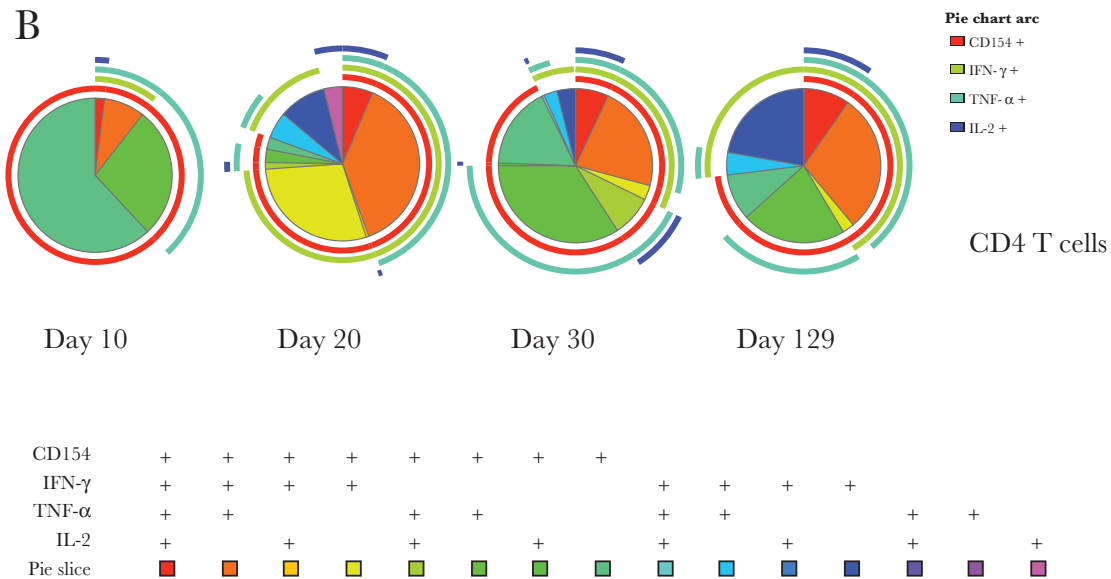 B
Pie chart arc
CD154 +
IFN-γ +
TNF-α +
IL-2 +
CD4 T cells
Day 10 Day 20 Day 30 Day 129
CD154 + + + + + + + +
IFN-γ + + + + + + + +
TNF-α + + + + + + + +
IL-2 + + + + + + + +
Pie slice